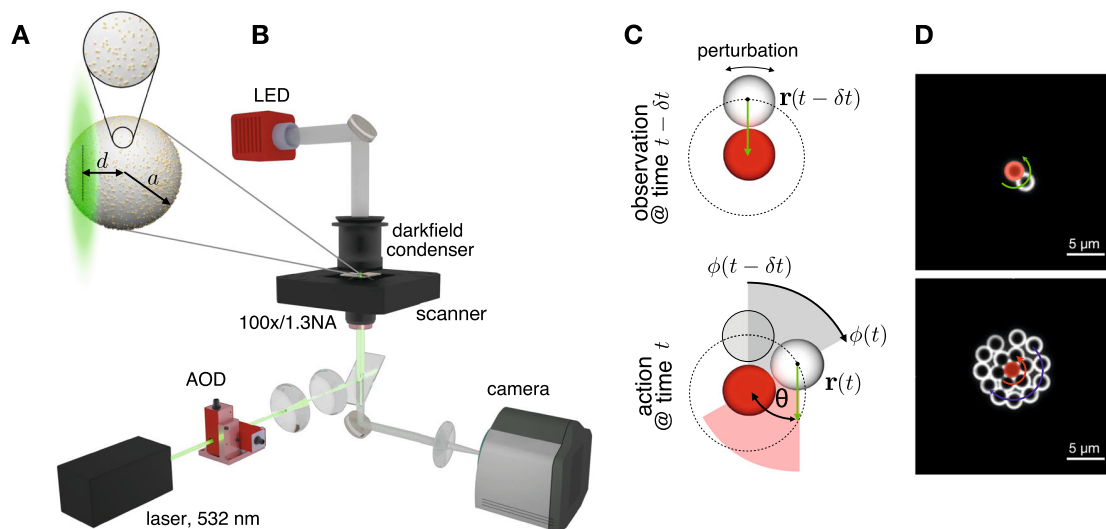 A
d
a
B
LED
darkfield
condenser
scanner
100x/1.3NA
AOD
camera
laser, 532 nm
C
perturbation
r(t − δt)
observation
@ time t − δt
ϕ(t − δt)
ϕ(t)
r(t)
θ
action
@ time t
D
5 μm
5 μm